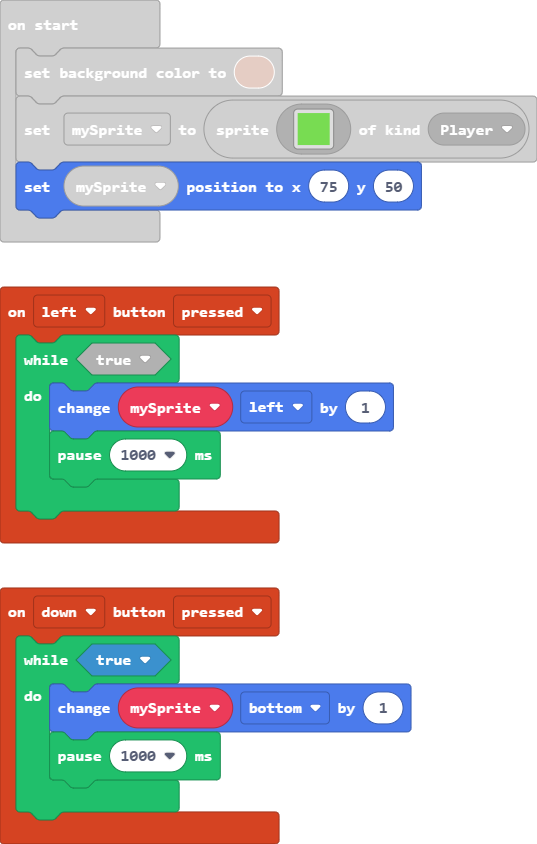 on start
set background color to
set mySprite to sprite of kind Player
set mySprite position to x 75 y 50
on left button pressed
while true
do
change mySprite left by 1
pause 1000 ms
on down button pressed
while true
do
change mySprite bottom by 1
pause 1000 ms